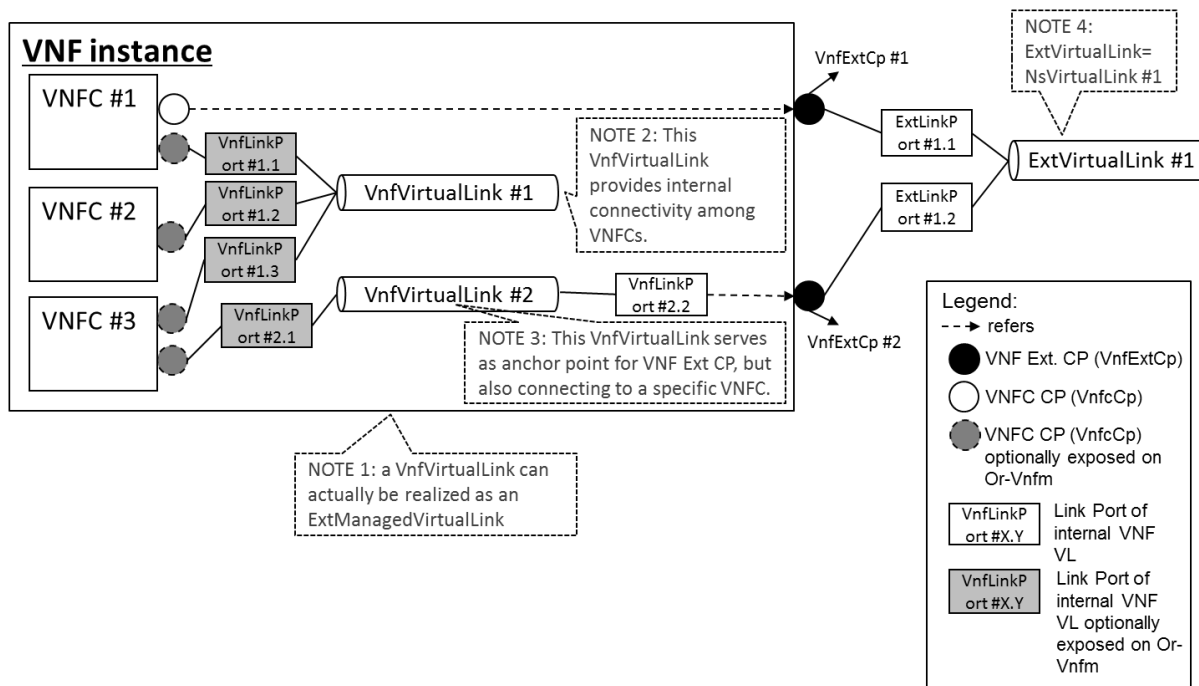 VNF instance
VNFC #1
VnfLinkP
ort #1.1
VNFC #2
VnfLinkP
ort #1.2
VnfLinkP
ort #1.3
VNFC #3
VnfLinkP
ort #2.1
VnfVirtualLink #1
NOTE 2: This
VnfVirtualLink
provides internal
connectivity among
VNFCs.
VnfVirtualLink #2
VnfLinkP
ort #2.2
NOTE 3: This VnfVirtualLink serves
as anchor point for VNF Ext CP, but
also connecting to a specific VNFC.
NOTE 1: a VnfVirtualLink can
actually be realized as an
ExtManagedVirtualLink
VnfExtCp #1
ExtLinkP
ort #1.1
ExtLinkP
ort #1.2
VnfExtCp #2
NOTE 4:
ExtVirtualLink=
NsVirtualLink #1
ExtVirtualLink #1
Legend:
refers
VNF Ext. CP (VnfExtCp)
VNFC CP (VnfcCp)
VNFC CP (VnfcCp)
optionally exposed on
Or-Vnfm
VnfLinkP
ort #X.Y
Link Port of
internal VNF
VL
VnfLinkP
ort #X.Y
Link Port of
internal VNF
VL optionally
exposed on Or-
Vnfm